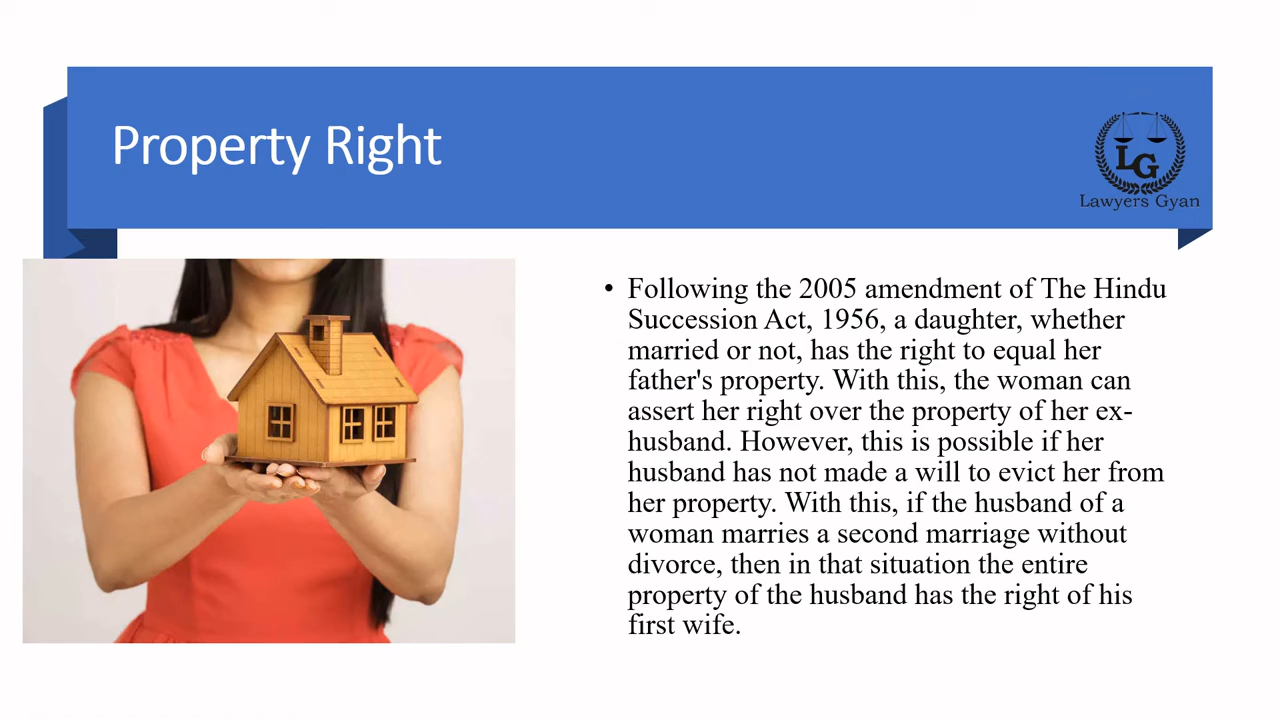 Property Right
LG
Lawyers Gyan
• Following the 2005 amendment of The Hindu
Succession Act, 1956, a daughter, whether
married or not, has the right to equal her
father's property. With this, the woman can
assert her right over the property of her ex-
husband. However, this is possible if her
husband has not made a will to evict her from
her property. With this, if the husband of a
woman marries a second marriage without
divorce, then in that situation the entire
property of the husband has the right of his
first wife.